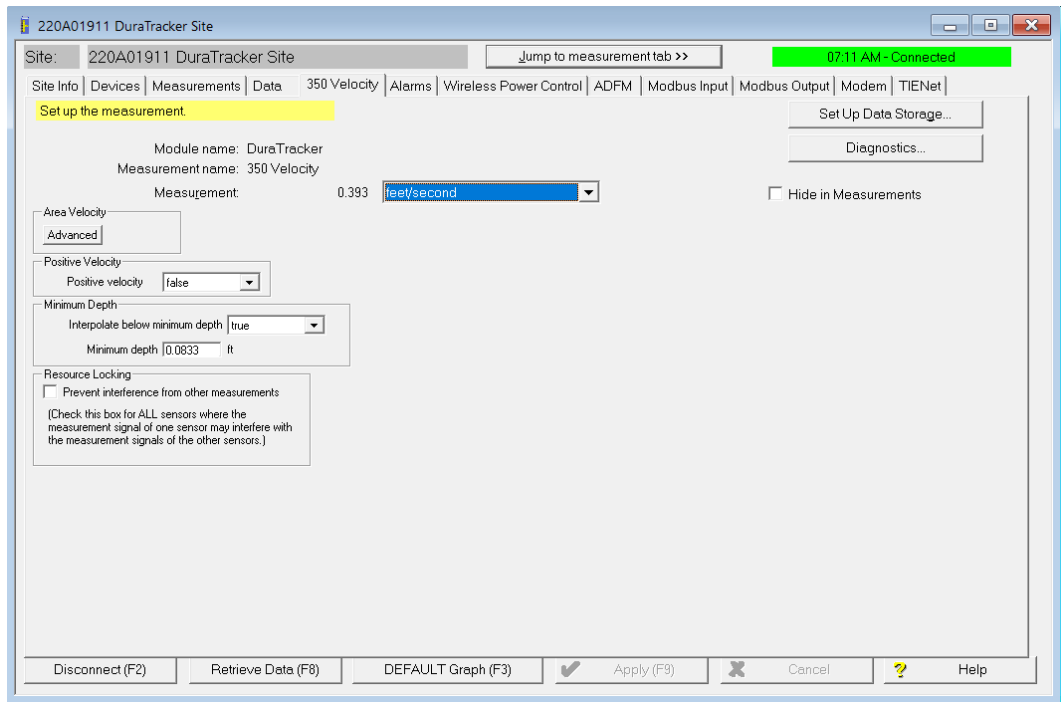 220A01911 DuraTracker Site
Site: 220A01911 DuraTracker Site Jump to measurement tab >> 07:11 AM - Connected
Site Info Devices Measurements Data 350 Velocity Alarms Wireless Power Control ADFM Modbus Input Modbus Output Modem TIENet
Set up the measurement. Set Up Data Storage...
Module name: DuraTracker Diagnostics...
Measurement name: 350 Velocity
Measurement: 0.393 feet/second Hide in Measurements
Area Velocity
Advanced
Positive Velocity
Positive velocity false
Minimum Depth
Interpolate below minimum depth true
Minimum depth 0.0833 ft
Resource Locking
Prevent interference from other measurements
(Check this box for ALL sensors where the
measurement signal of one sensor may interfere with
the measurement signals of the other sensors.)
Disconnect (F2) Retrieve Data (F8) DEFAULT Graph (F3) Apply (F9) Cancel Help